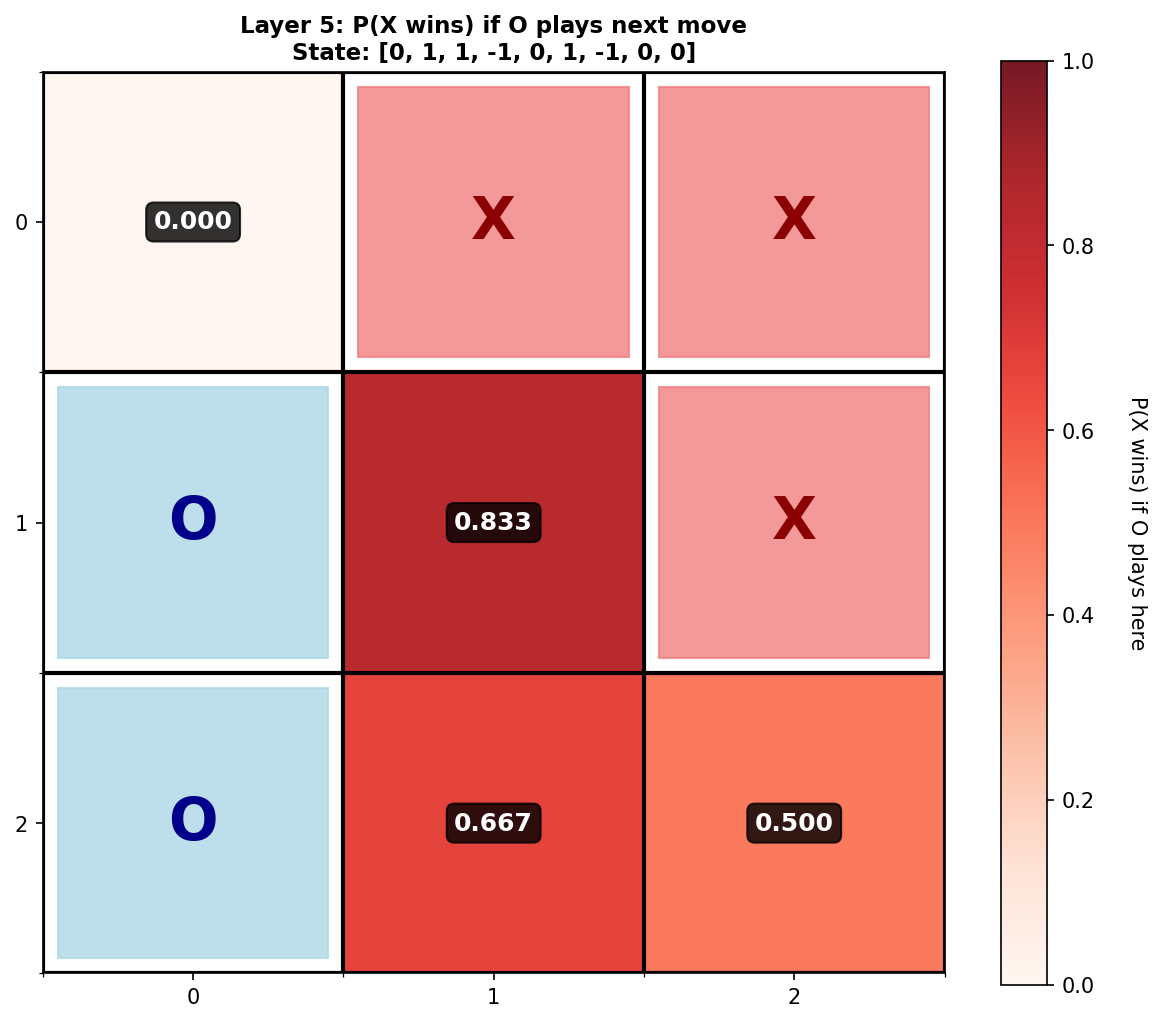 Layer 5: P(X wins) if O plays next move
State: [0, 1, 1, -1, 0, 1, -1, 0, 0]
0
0.000
X
X
1
O
0.833
X
2
O
0.667
0.500
0
1
2
1.0
0.8
0.6
0.4
0.2
0.0
P(X wins) if O plays here